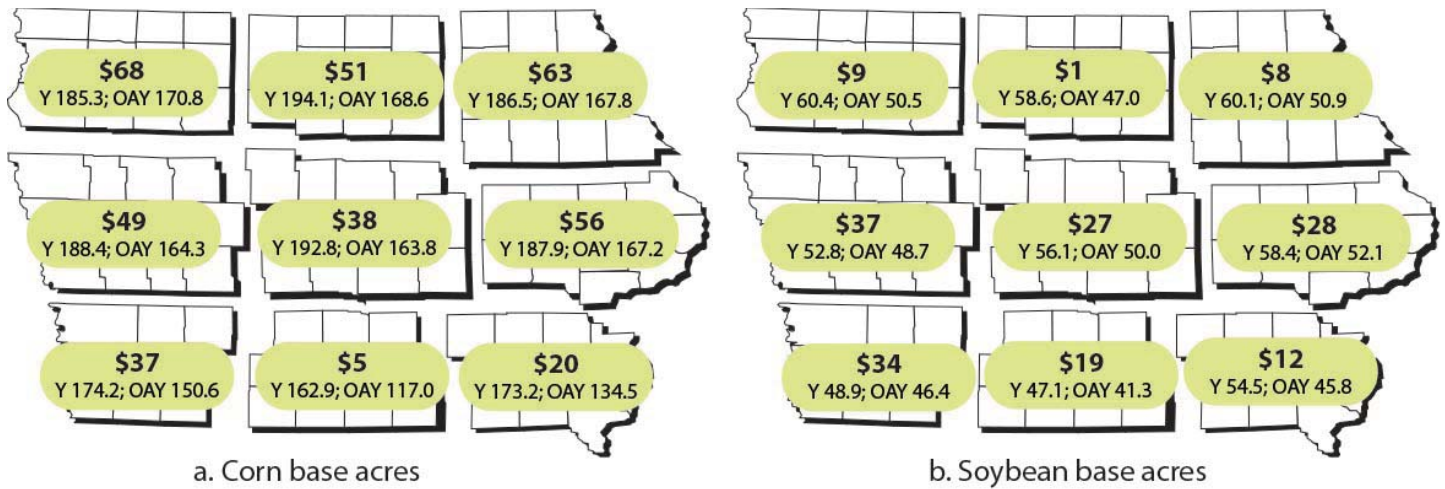 $68
Y 185.3; OAY 170.8
$51
Y 194.1; OAY 168.6
$63
Y 186.5; OAY 167.8
$49
Y 188.4; OAY 164.3
$38
Y 192.8; OAY 163.8
$56
Y 187.9; OAY 167.2
$37
Y 174.2; OAY 150.6
$5
Y 162.9; OAY 117.0
$20
Y 173.2; OAY 134.5
a. Corn base acres
$9
Y 60.4; OAY 50.5
$1
Y 58.6; OAY 47.0
$8
Y 60.1; OAY 50.9
$37
Y 52.8; OAY 48.7
$27
Y 56.1; OAY 50.0
$28
Y 58.4; OAY 52.1
$34
Y 48.9; OAY 46.4
$19
Y 47.1; OAY 41.3
$12
Y 54.5; OAY 45.8
b. Soybean base acres